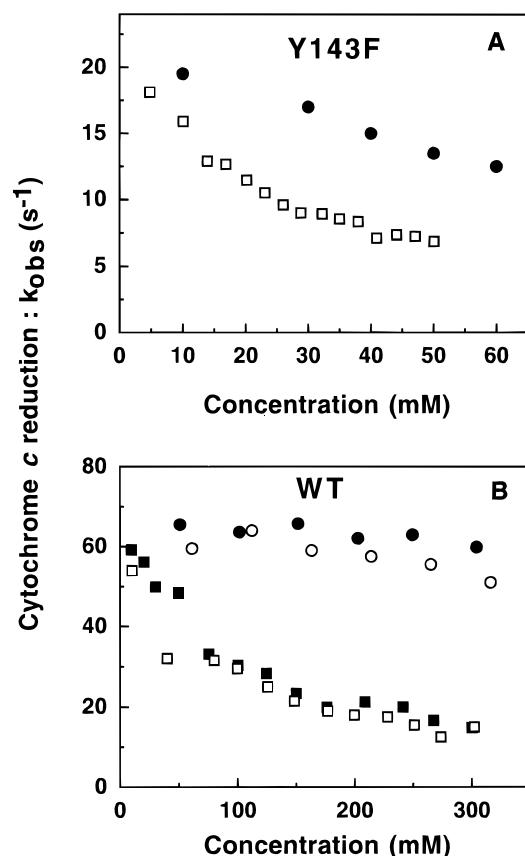 Y143F
A
20
15
10
5
0
0 10 20 30 40 50 60
Concentration (mM)
Cytochrome c reduction : kobs (s-1)
WT
B
80
60
40
20
0
0 100 200 300
Concentration (mM)